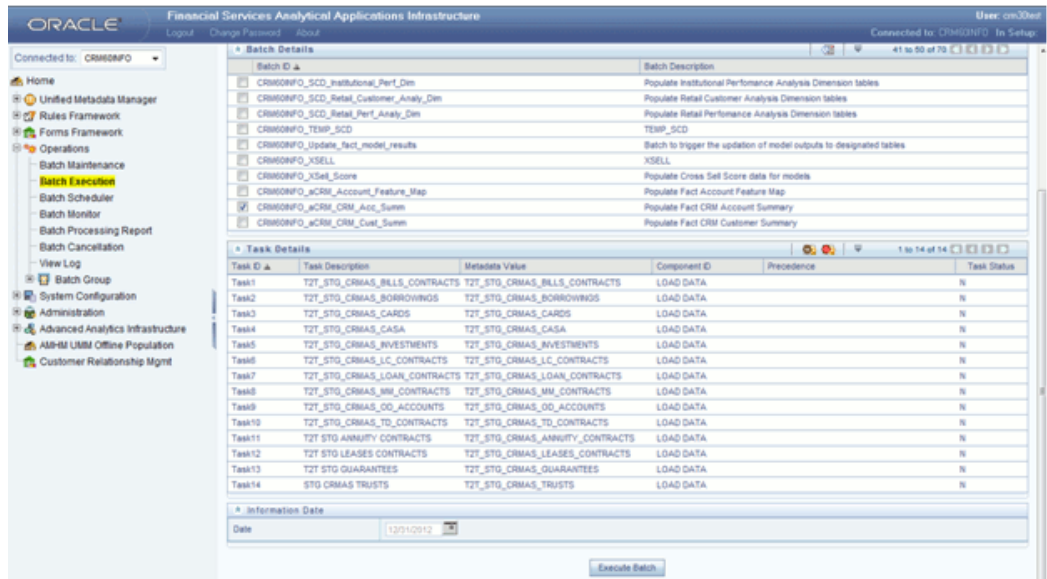 ORACLE
Financial Services Analytical Applications Infrastructure
User: crm30test
Logout Change Password About
Connected to: CRM60INFO In Setup:
Connected to: CRM60INFO
Home
Unified Metadata Manager
Rules Framework
Forms Framework
Operations
Batch Maintenance
Batch Execution
Batch Scheduler
Batch Monitor
Batch Processing Report
Batch Cancellation
View Log
Batch Group
System Configuration
Administration
Advanced Analytics Infrastructure
AMHM UMM Offline Population
Customer Relationship Mgmt
Batch Details 41 to 50 of 70
Batch ID Batch Description
CRM60INFO_SCD_Institutional_Perf_Dim Populate Institutional Perfomance Analysis Dimension tables
CRM60INFO_SCD_Retail_Customer_Analy_Dim Populate Retail Customer Analysis Dimension tables
CRM60INFO_SCD_Retail_Perf_Analy_Dim Populate Retail Perfomance Analysis Dimension tables
CRM60INFO_TEMP_SCD TEMP_SCD
CRM60INFO_Update_fact_model_results Batch to trigger the updation of model outputs to designated tables
CRM60INFO_XSELL XSELL
CRM60INFO_XSell_Score Populate Cross Sell Score data for models
CRM60INFO_aCRM_Account_Feature_Map Populate Fact Account Feature Map
CRM60INFO_aCRM_CRM_Acc_Summ Populate Fact CRM Account Summary
CRM60INFO_aCRM_CRM_Cust_Summ Populate Fact CRM Customer Summary
Task Details 1 to 14 of 14
Task ID Task Description Metadata Value Component ID Precedence Task Status
Task1 T2T_STG_CRMAS_BILLS_CONTRACTS T2T_STG_CRMAS_BILLS_CONTRACTS LOAD DATA N
Task2 T2T_STG_CRMAS_BORROWINGS T2T_STG_CRMAS_BORROWINGS LOAD DATA N
Task3 T2T_STG_CRMAS_CARDS T2T_STG_CRMAS_CARDS LOAD DATA N
Task4 T2T_STG_CRMAS_CASA T2T_STG_CRMAS_CASA LOAD DATA N
Task5 T2T_STG_CRMAS_INVESTMENTS T2T_STG_CRMAS_INVESTMENTS LOAD DATA N
Task6 T2T_STG_CRMAS_LC_CONTRACTS T2T_STG_CRMAS_LC_CONTRACTS LOAD DATA N
Task7 T2T_STG_CRMAS_LOAN_CONTRACTS T2T_STG_CRMAS_LOAN_CONTRACTS LOAD DATA N
Task8 T2T_STG_CRMAS_MM_CONTRACTS T2T_STG_CRMAS_MM_CONTRACTS LOAD DATA N
Task9 T2T_STG_CRMAS_OD_ACCOUNTS T2T_STG_CRMAS_OD_ACCOUNTS LOAD DATA N
Task10 T2T_STG_CRMAS_TD_CONTRACTS T2T_STG_CRMAS_TD_CONTRACTS LOAD DATA N
Task11 T2T STG ANNUITY CONTRACTS T2T_STG_CRMAS_ANNUITY_CONTRACTS LOAD DATA N
Task12 T2T STG LEASES CONTRACTS T2T_STG_CRMAS_LEASES_CONTRACTS LOAD DATA N
Task13 T2T STG GUARANTEES T2T_STG_CRMAS_GUARANTEES LOAD DATA N
Task14 STG CRMAS TRUSTS T2T_STG_CRMAS_TRUSTS LOAD DATA N
Information Date
Date 12/31/2012
Execute Batch